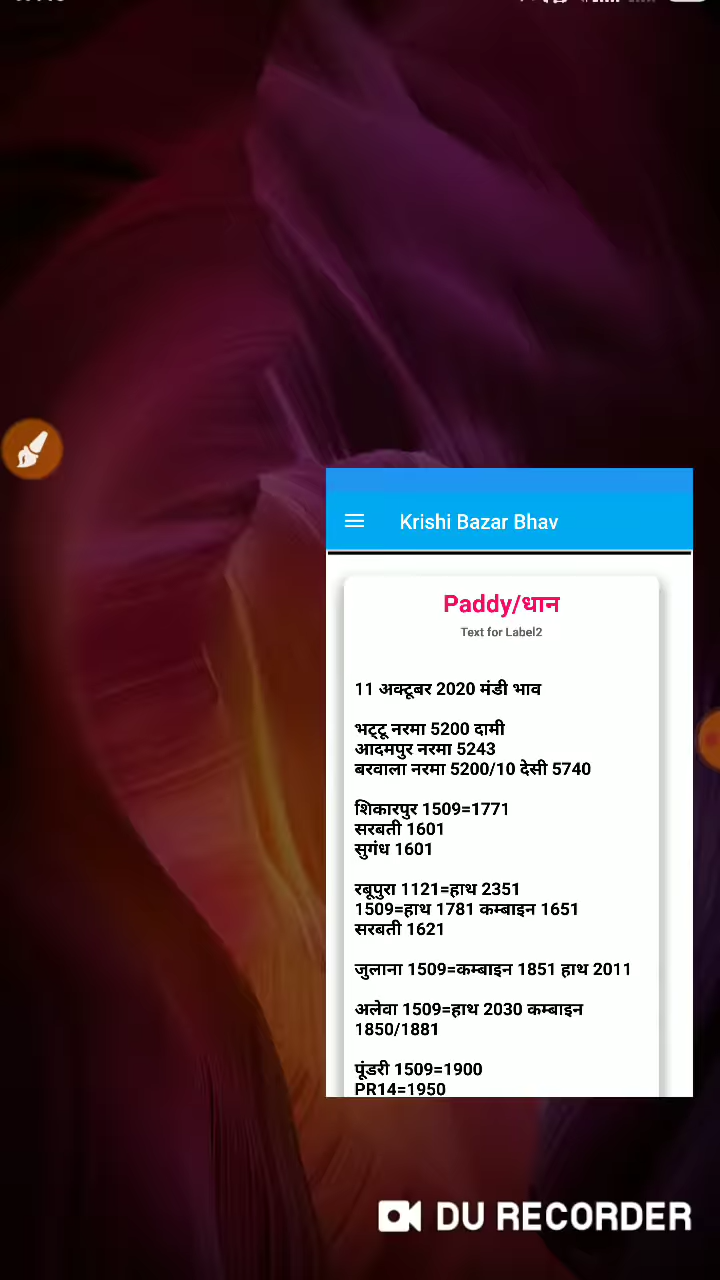 Krishi Bazar Bhav
Paddy/धान
Text for Label2
11 अक्टूबर 2020 मंडी भाव
भट्टू नरमा 5200 दामी
आदमपुर नरमा 5243
बरवाला नरमा 5200/10 देसी 5740
शिकारपुर 1509=1771
सरबती 1601
सुगंध 1601
रबूपुरा 1121=हाथ 2351
1509=हाथ 1781 कम्बाइन 1651
सरबती 1621
जुलाना 1509=कम्बाइन 1851 हाथ 2011
अलेवा 1509=हाथ 2030 कम्बाइन
1850/1881
पूंडरी 1509=1900
PR14=1950
DU RECORDER